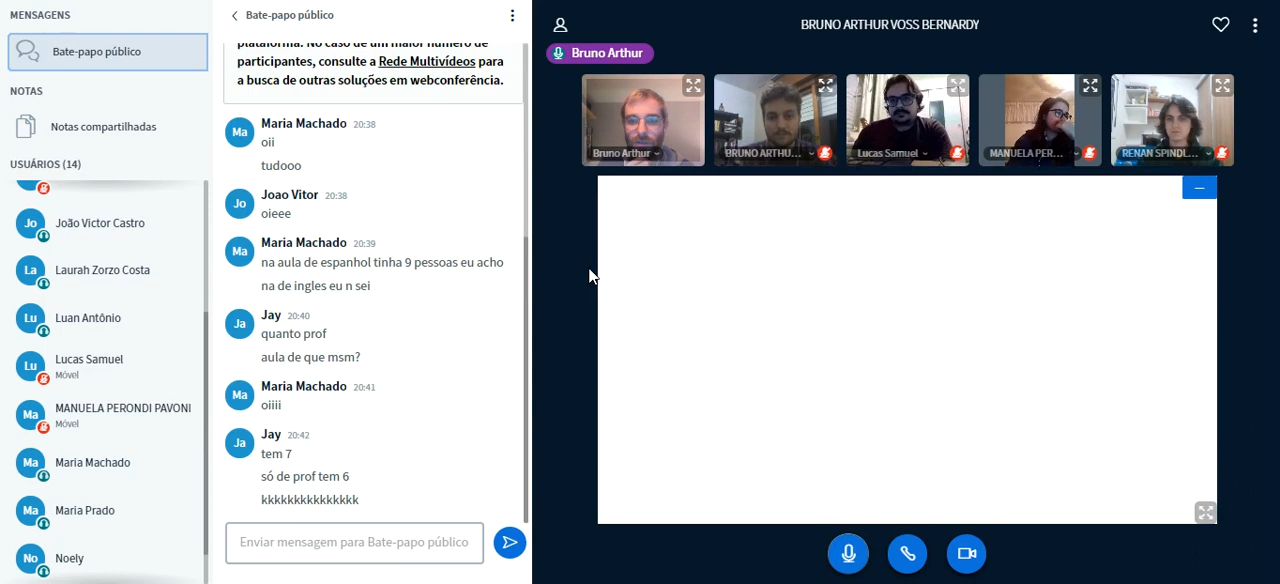 MENSAGENS
Bate-papo público
NOTAS
Notas compartilhadas
USUÁRIOS (14)
Jo
João Victor Castro
La
Laurah Zorzo Costa
Lu
Luan Antônio
Lu
Lucas Samuel
Móvel
Ma
MANUELA PERONDI PAVONI
Móvel
Ma
Maria Machado
Ma
Maria Prado
No
Noely
Bate-papo público
plataforma. No caso de um maior número de
participantes, consulte a Rede Multivídeos para
a busca de outras soluções em webconferência.
Ma
Maria Machado 20:38
oii
tudooo
Jo
Joao Vitor 20:38
oieee
Ma
Maria Machado 20:39
na aula de espanhol tinha 9 pessoas eu acho
na de ingles eu n sei
Ja
Jay 20:40
quanto prof
aula de que msm?
Ma
Maria Machado 20:41
oiiii
Ja
Jay 20:42
tem 7
só de prof tem 6
kkkkkkkkkkkkkkk
Enviar mensagem para Bate-papo público
BRUNO ARTHUR VOSS BERNARDY
Bruno Arthur
Bruno Arthur
BRUNO ARTHU...
Lucas Samuel
MANUELA PER...
RENAN SPINDL...